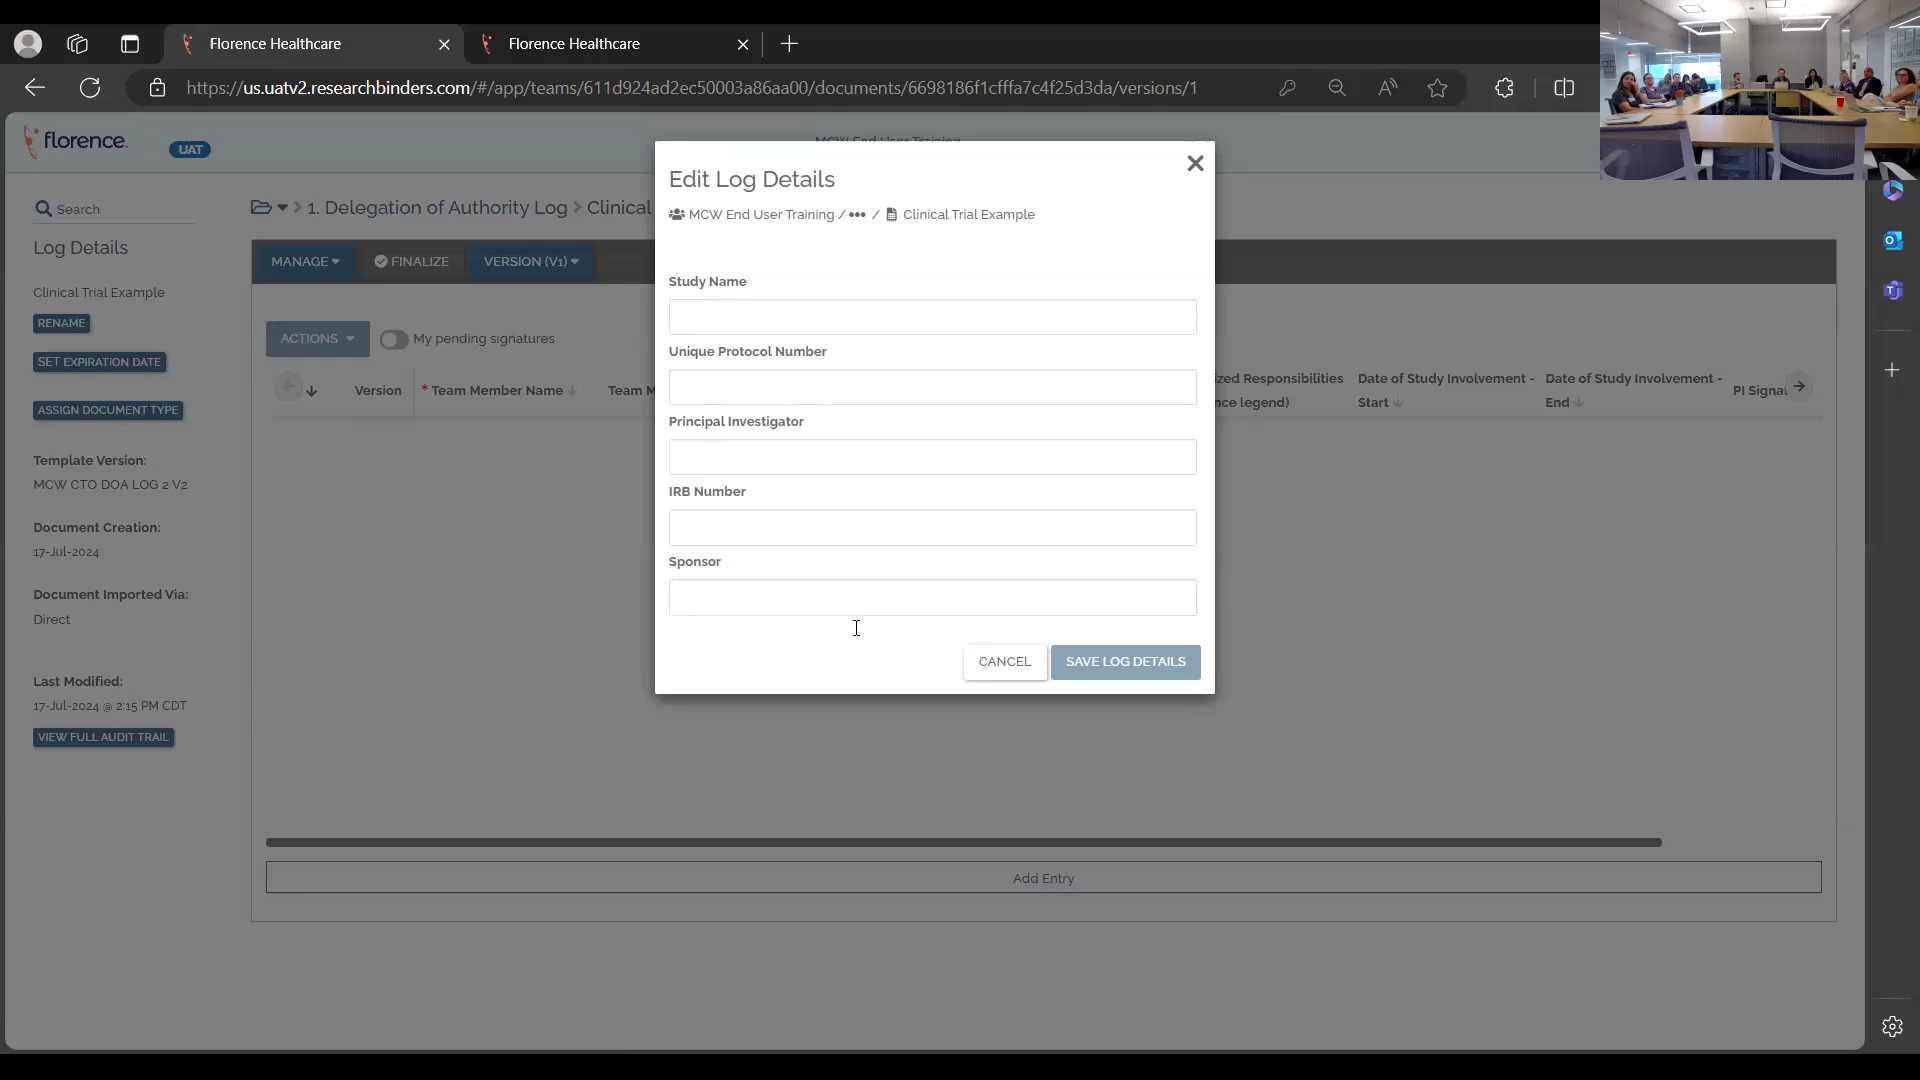 Florence Healthcare
Florence Healthcare
https://us.uatv2.researchbinders.com/#/app/teams/611d924ad2ec50003a86aa00/documents/6698186f1cfffa7c4f25d3da/versions/1
florence.
UAT
MCW End User Training
Search
1. Delegation of Authority Log > Clinical
Log Details
MANAGE
FINALIZE
VERSION (V1)
Clinical Trial Example
RENAME
SET EXPIRATION DATE
ASSIGN DOCUMENT TYPE
Template Version:
MCW CTO DOA LOG 2 V2
Document Creation:
17-Jul-2024
Document Imported Via:
Direct
Last Modified:
17-Jul-2024 @ 2:15 PM CDT
VIEW FULL AUDIT TRAIL
ACTIONS
My pending signatures
Version
* Team Member Name
Team M
ized Responsibilities
nce legend)
Date of Study Involvement -
Start
Date of Study Involvement -
End
PI Signat
Add Entry
Edit Log Details
MCW End User Training / ••• / Clinical Trial Example
Study Name
Unique Protocol Number
Principal Investigator
IRB Number
Sponsor
CANCEL
SAVE LOG DETAILS